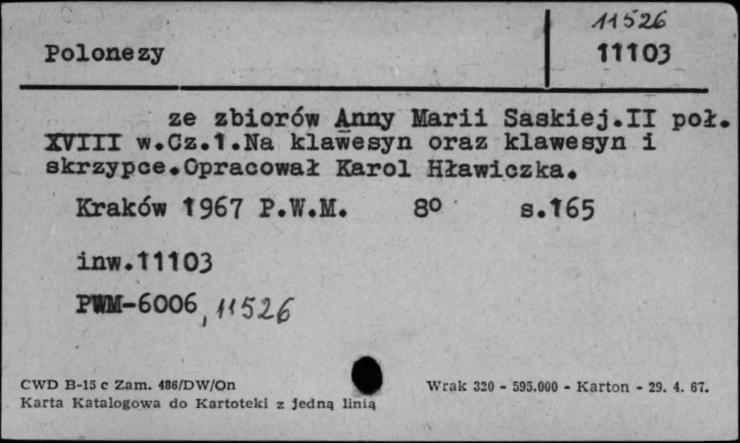 11526
Polonezy 11103
ze zbiorów Anny Marii Saskiej.II poł.
XVIII w.Cz.1.Na klawesyn oraz klawesyn i
skrzypce.Opracował Karol Hławiczka.
Kraków 1967 P.W.M. 8º s.165
inw.11103
PWM-6006, 11526
CWD B-15 c Zam. 486/DW/On Wrak 320 - 595.000 - Karton - 29. 4. 67.
Karta Katalogowa do Kartoteki z jedną linią